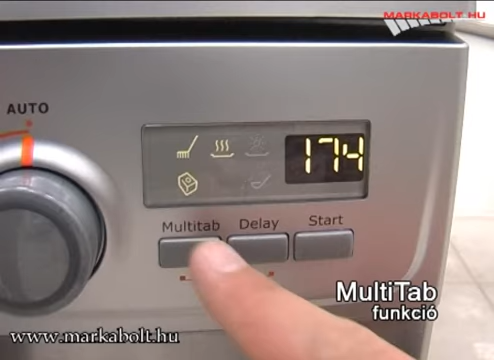 MARKABOLT.HU
AUTO
174
Multitab Delay Start
MultiTab
funkció
www.markabolt.hu